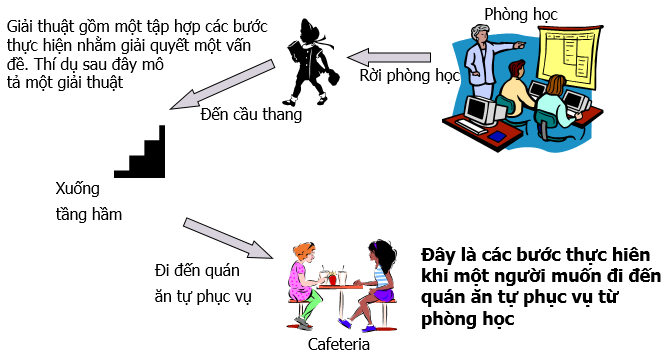 Giải thuật gồm một tập hợp các bước
thực hiện nhằm giải quyết một vấn
đề. Thí dụ sau đây mô
tả một giải thuật
Phòng học
Rời phòng học
Đến cầu thang
Xuống
tầng hầm
Đi đến quán
ăn tự phục vụ
Cafeteria
Đây là các bước thực hiên
khi một người muốn đi đến
quán ăn tự phục vụ từ
phòng học